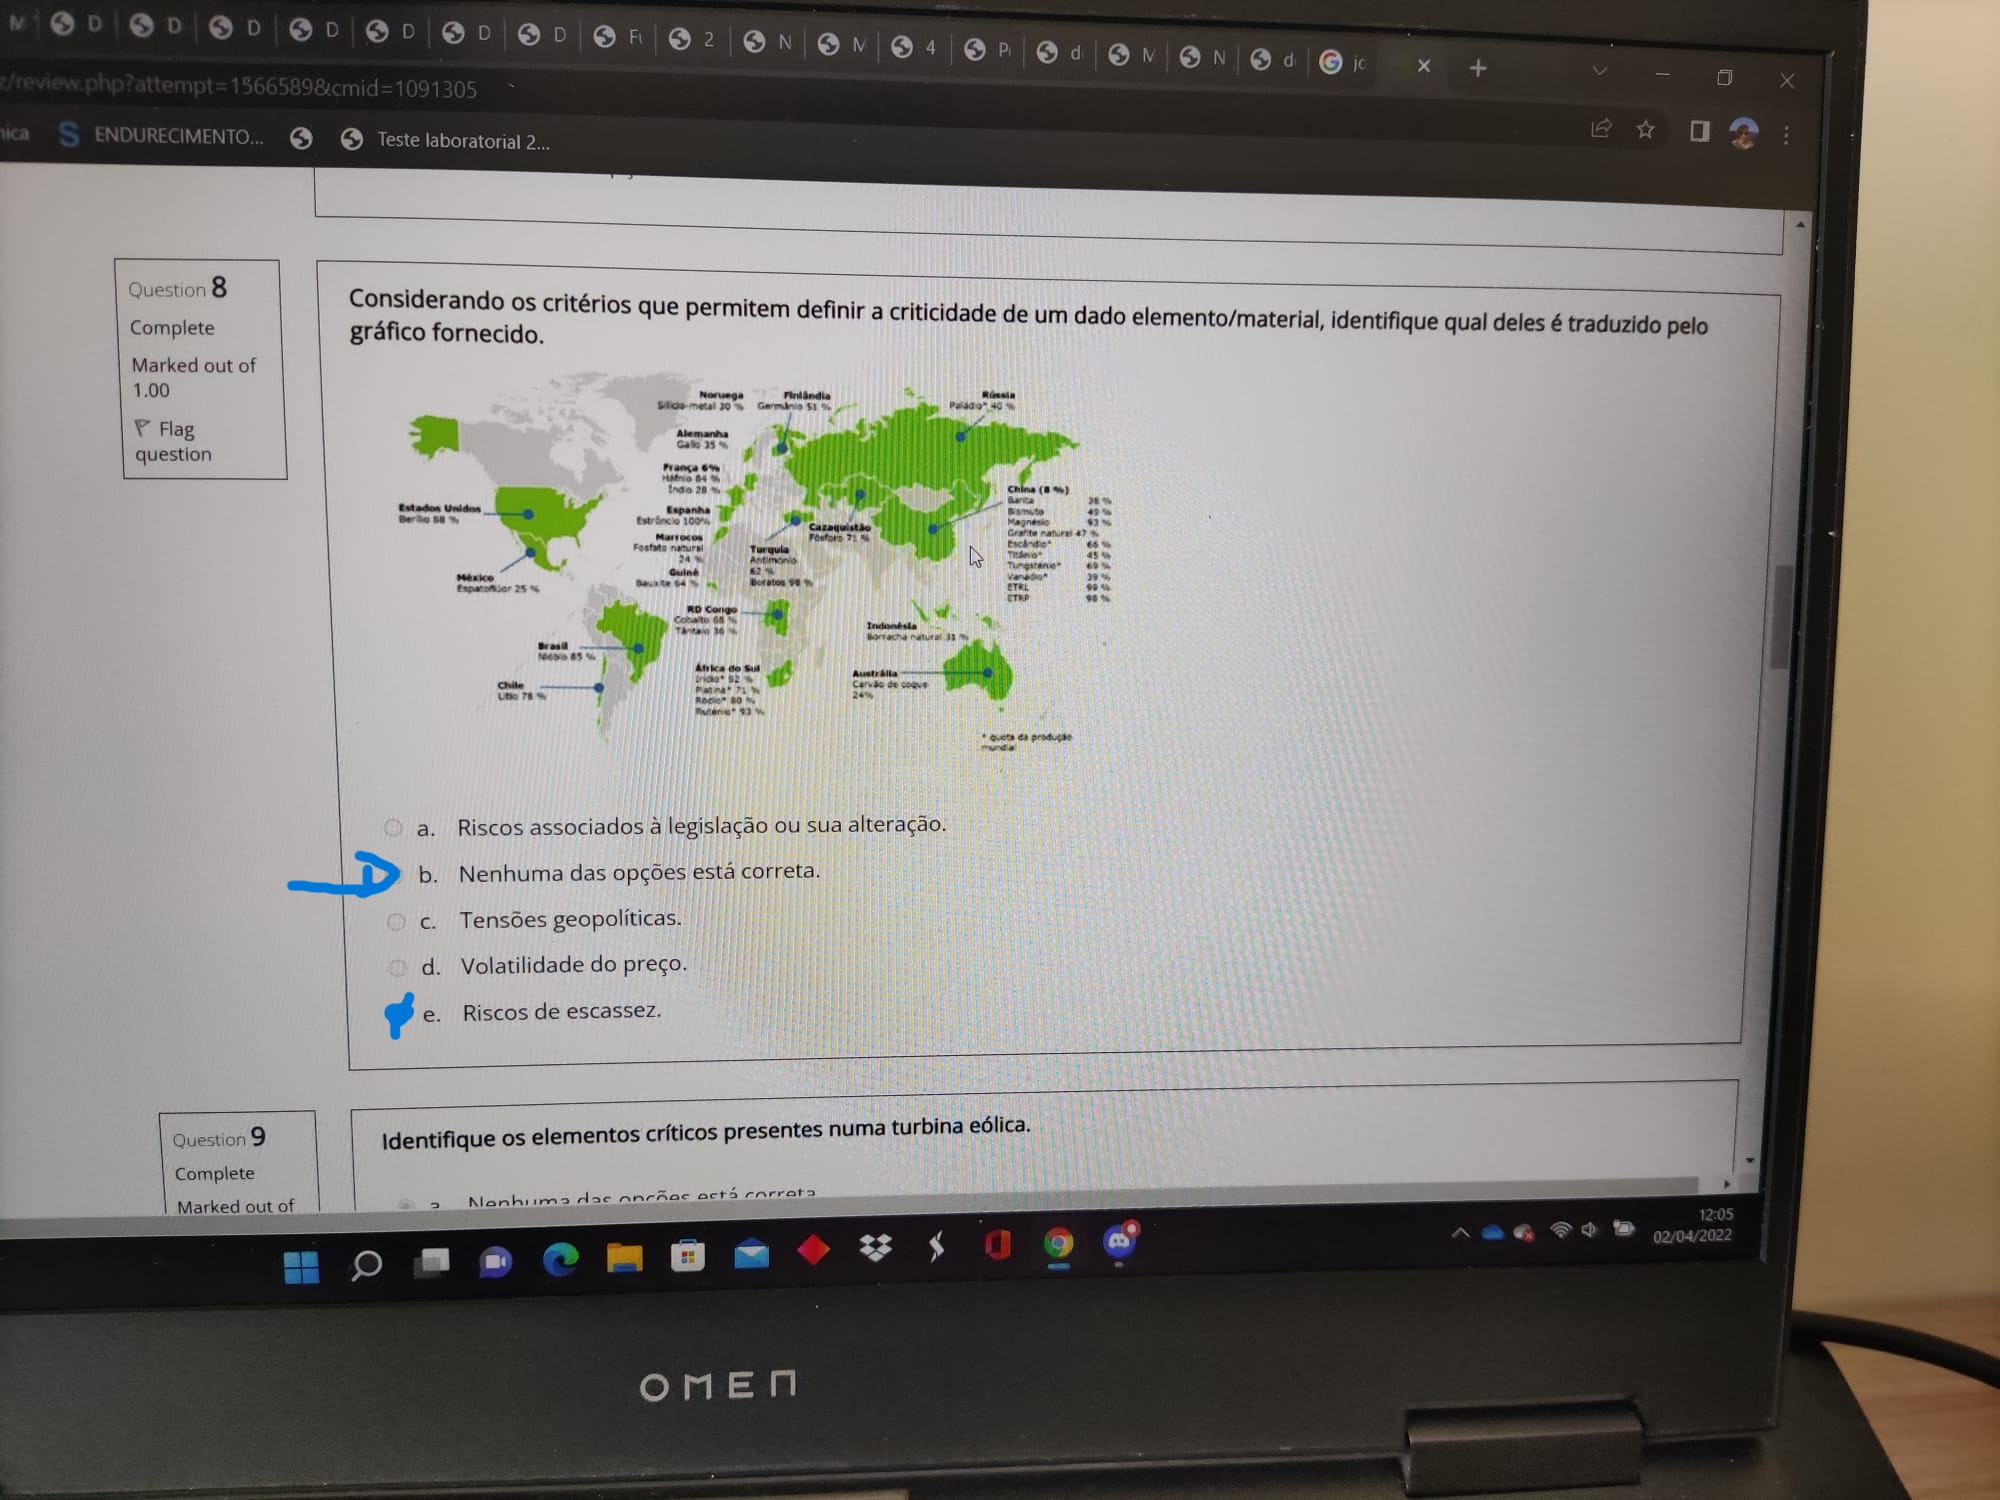 M D D D D D D D Fi 2 N M 4 P d M N d jc
z/review.php?attempt=1566589&cmid=1091305
nica ENDURECIMENTO... Teste laboratorial 2...
Question 8
Complete
Marked out of
1.00
Flag
question
Considerando os critérios que permitem definir a criticidade de um dado elemento/material, identifique qual deles é traduzido pelo
gráfico fornecido.
Noruega
Silício-metal 30 %
Finlândia
Germânio 51 %
Rússia
Paládio* 40 %
Alemanha
Gálio 35 %
França 6%
Háfnio 84 %
Índio 28 %
Estados Unidos
Berílio 88 %
Espanha
Estrôncio 100%
Marrocos
Fosfato natural
24 %
Guiné
Bauxite 64 %
Turquia
Antimónio
62 %
Boratos 98 %
Cazaquistão
Fósforo 71 %
China (8 %)
Barita 38 %
Bismuto 49 %
Magnésio 93 %
Grafite natural 47 %
Escândio* 66 %
Titânio* 45 %
Tungsténio* 69 %
Vanádio* 39 %
ETRL 99 %
ETRP 98 %
México
Espatoflúor 25 %
RD Congo
Cobalto 68 %
Tântalo 36 %
Indonésia
Borracha natural 31 %
Brasil
Nióbio 85 %
África do Sul
Irídio* 92 %
Platina* 71 %
Ródio* 80 %
Ruténio* 93 %
Austrália
Carvão de coque
24%
Chile
Lítio 78 %
* quota da produção
mundial
a. Riscos associados à legislação ou sua alteração.
b. Nenhuma das opções está correta.
c. Tensões geopolíticas.
d. Volatilidade do preço.
e. Riscos de escassez.
Question 9
Complete
Marked out of
Identifique os elementos críticos presentes numa turbina eólica.
a. Nenhuma das opções está correta
12:05
02/04/2022
OMEN